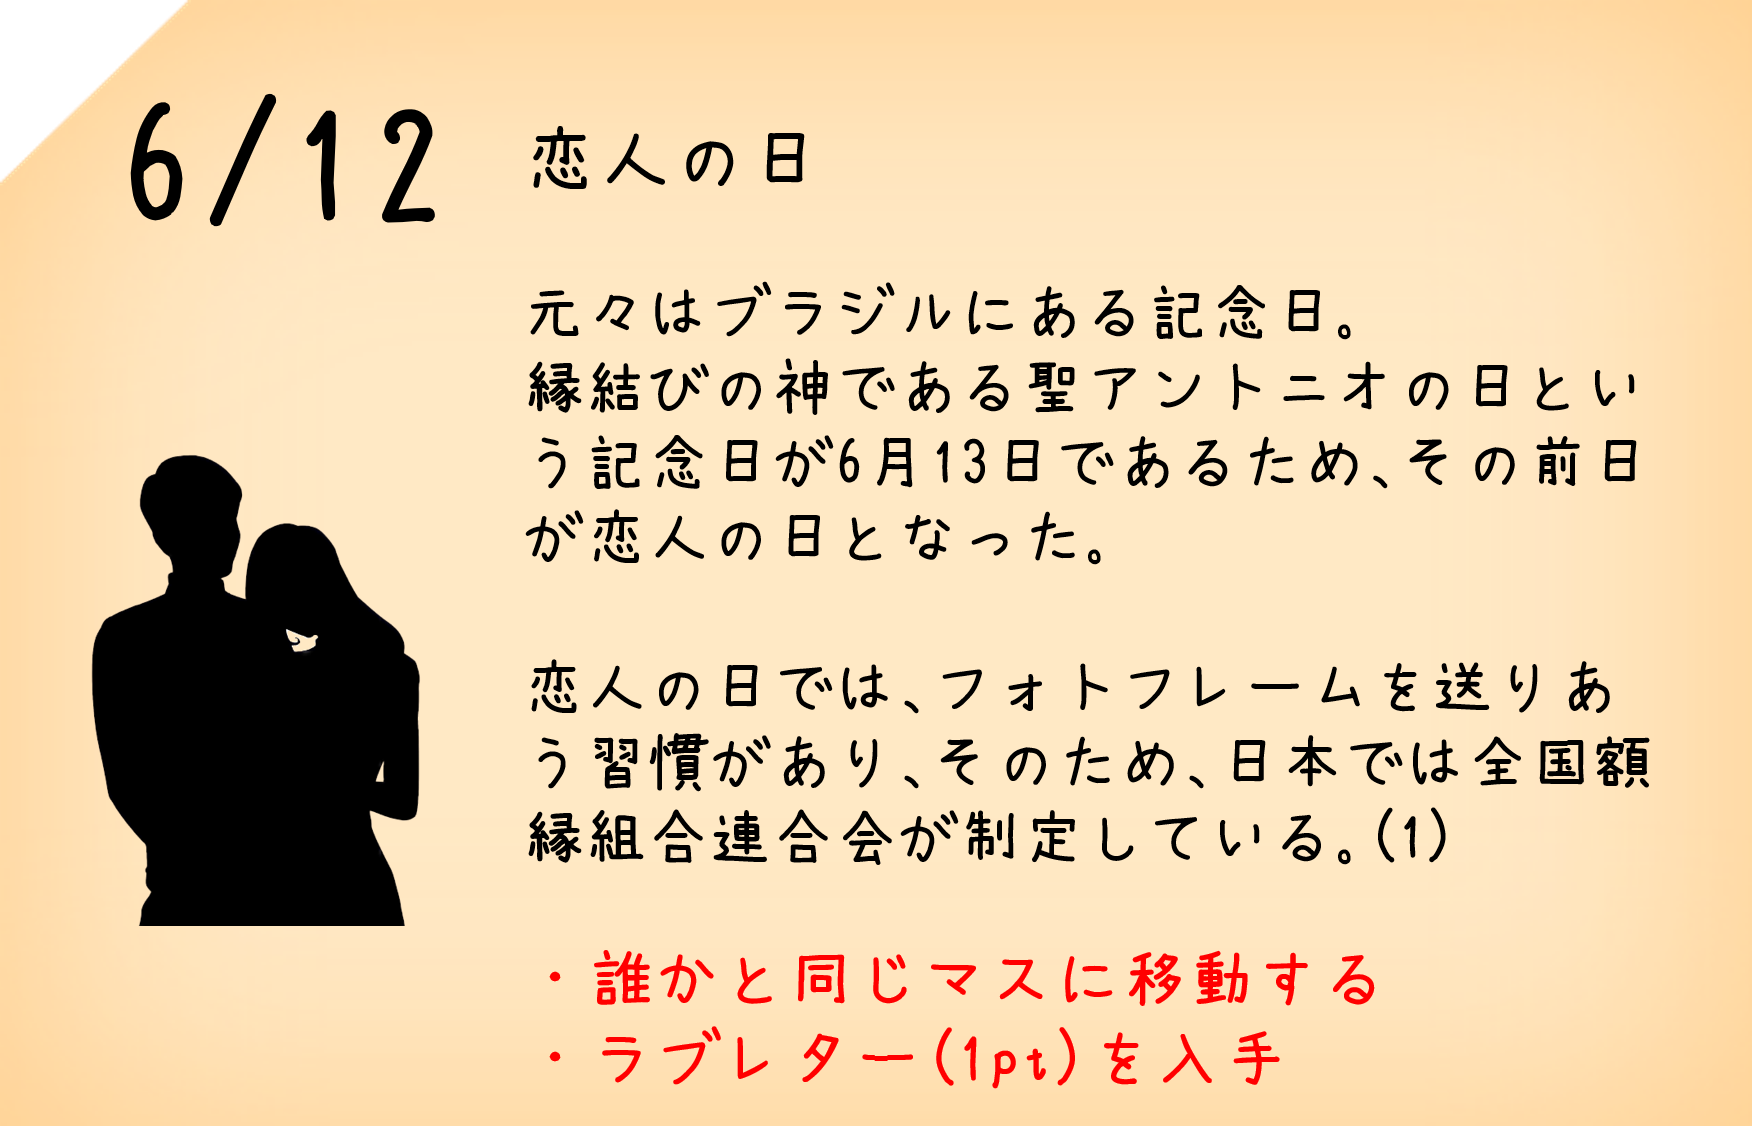 6/12 恋人の日
元々はブラジルにある記念日。
縁結びの神である聖アントニオの日とい
う記念日が6月13日であるため、その前日
が恋人の日となった。
恋人の日では、フォトフレームを送りあ
う習慣があり、そのため、日本では全国額
縁組合連合会が制定している。(1)
・誰かと同じマスに移動する
・ラブレター(1pt)を入手